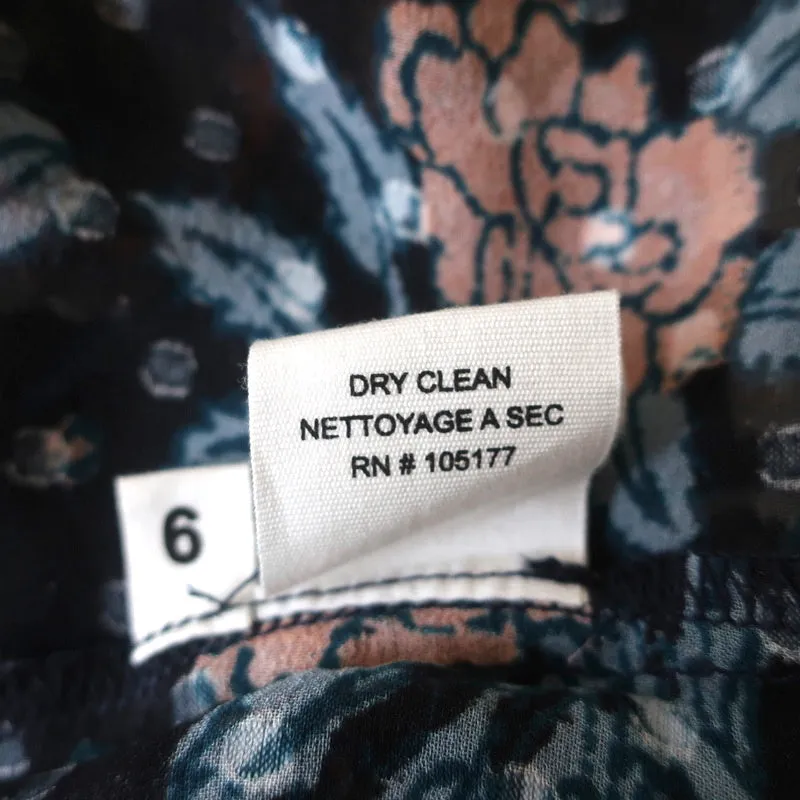 DRY CLEAN
NETTOYAGE A SEC
RN # 105177
6